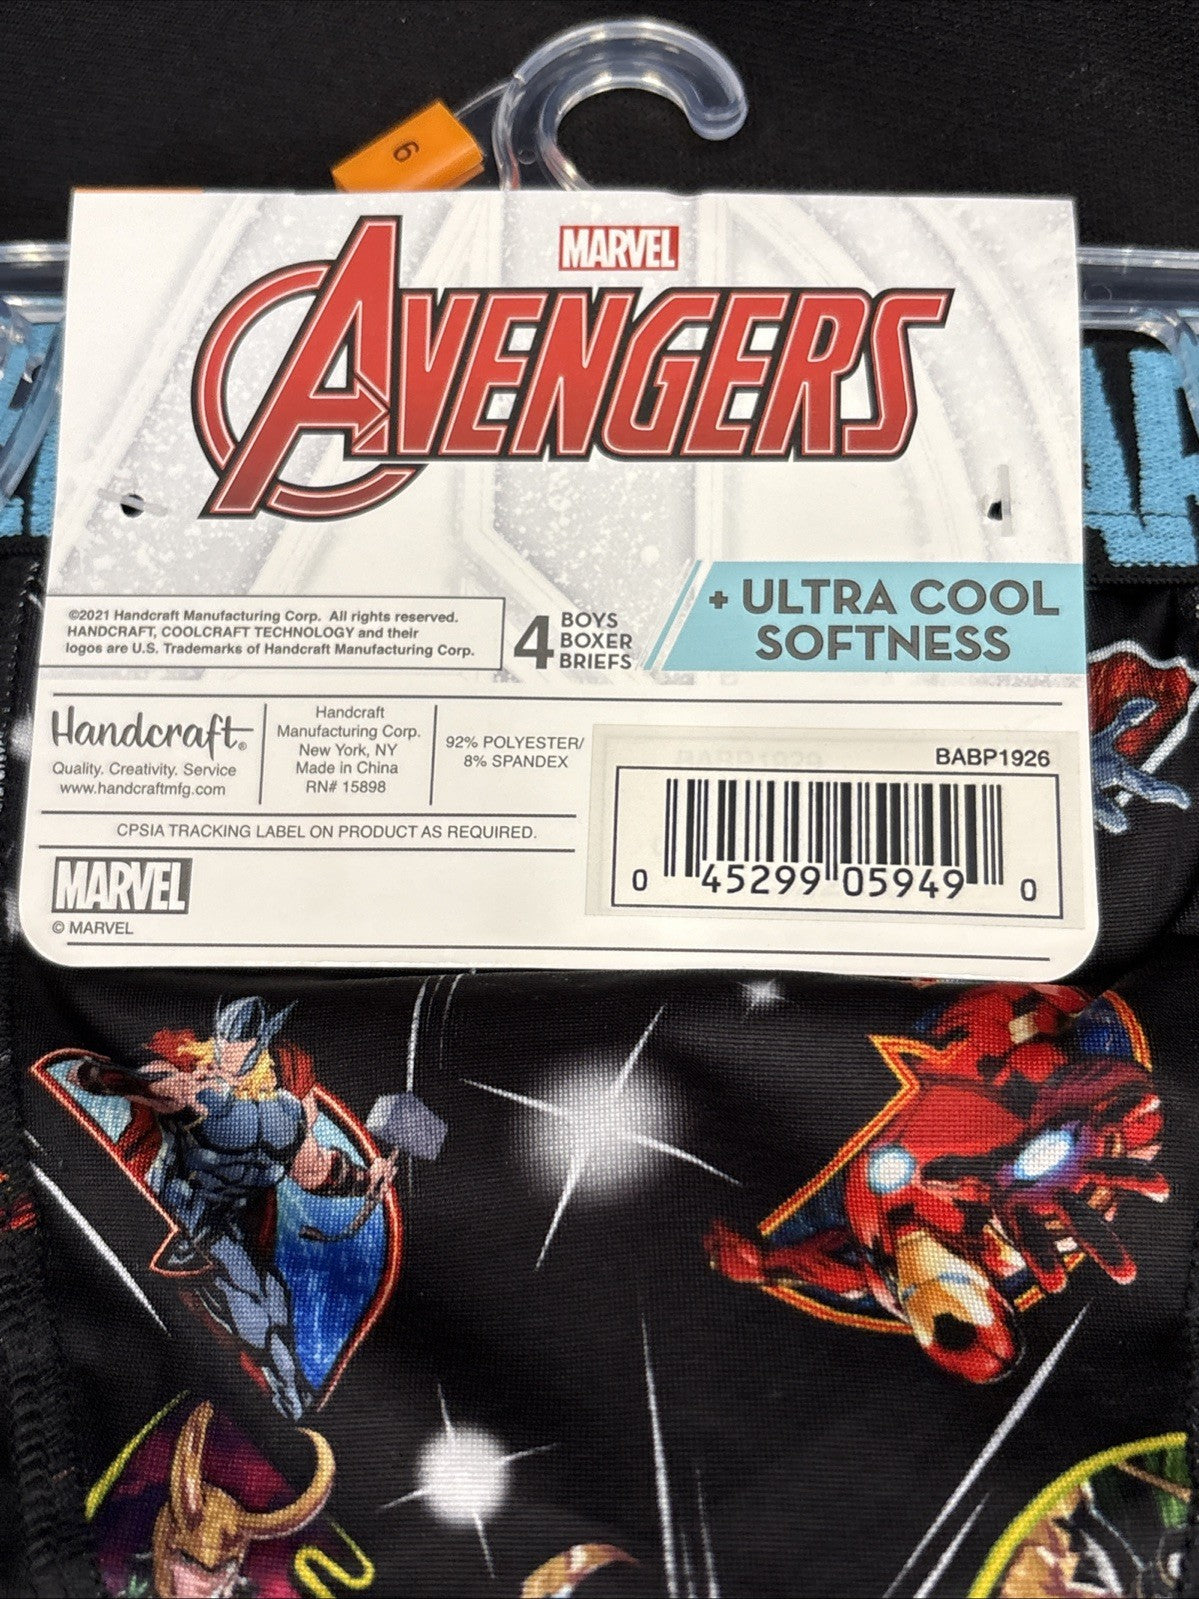 6
MARVEL
AVENGERS
©2021 Handcraft Manufacturing Corp. All rights reserved.
HANDCRAFT, COOLCRAFT TECHNOLOGY and their
logos are U.S. Trademarks of Handcraft Manufacturing Corp.
4 BOYS
BOXER
BRIEFS
+ ULTRA COOL
SOFTNESS
Handcraft®
Quality. Creativity. Service
www.handcraftmfg.com
Handcraft
Manufacturing Corp.
New York, NY
Made in China
RN# 15898
92% POLYESTER/
8% SPANDEX
BABP1926
0 45299 05949 0
CPSIA TRACKING LABEL ON PRODUCT AS REQUIRED.
MARVEL
© MARVEL